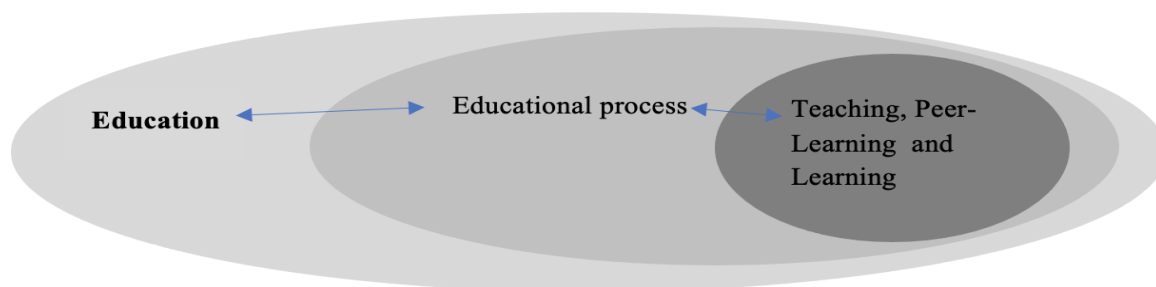 Education
Educational process
Teaching, Peer-
Learning and
Learning